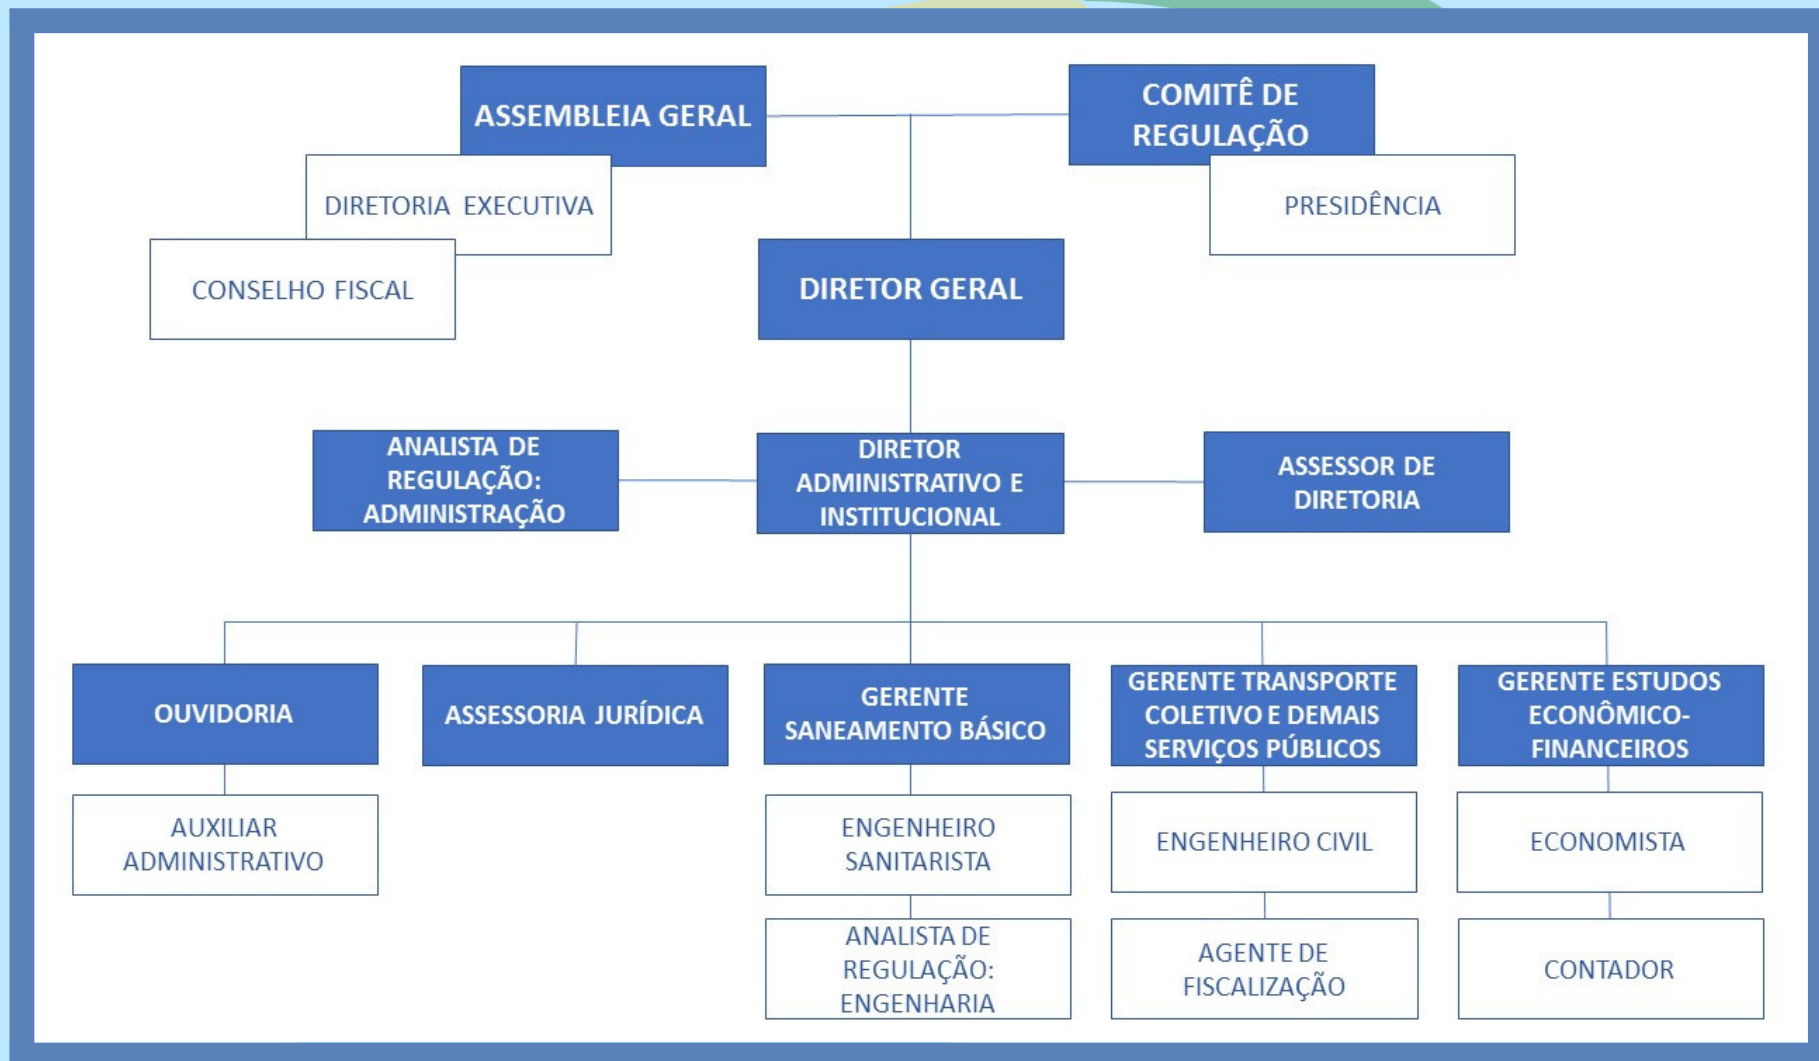 ASSEMBLEIA GERAL
COMITÊ DE
REGULAÇÃO
DIRETORIA EXECUTIVA
PRESIDÊNCIA
CONSELHO FISCAL
DIRETOR GERAL
ANALISTA DE
REGULAÇÃO:
ADMINISTRAÇÃO
DIRETOR
ADMINISTRATIVO E
INSTITUCIONAL
ASSESSOR DE
DIRETORIA
OUVIDORIA
ASSESSORIA JURÍDICA
GERENTE
SANEAMENTO BÁSICO
GERENTE TRANSPORTE
COLETIVO E DEMAIS
SERVIÇOS PÚBLICOS
GERENTE ESTUDOS
ECONÔMICO-
FINANCEIROS
AUXILIAR
ADMINISTRATIVO
ENGENHEIRO
SANITARISTA
ENGENHEIRO CIVIL
ECONOMISTA
ANALISTA DE
REGULAÇÃO:
ENGENHARIA
AGENTE DE
FISCALIZAÇÃO
CONTADOR